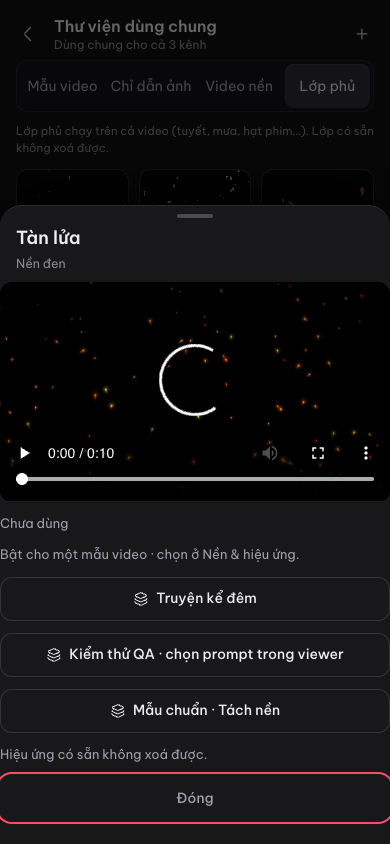 Thư viện dùng chung
Dùng chung cho cả 3 kênh
Mẫu video Chỉ dẫn ảnh Video nền Lớp phủ
Lớp phủ chạy trên cả video (tuyết, mưa, hạt phim...). Lớp có sẵn
không xoá được.
Tàn lửa
Nền đen
0:00 / 0:10
Chưa dùng
Bật cho một mẫu video · chọn ở Nền & hiệu ứng.
Truyện kể đêm
Kiểm thử QA · chọn prompt trong viewer
Mẫu chuẩn · Tách nền
Hiệu ứng có sẵn không xoá được.
Đóng